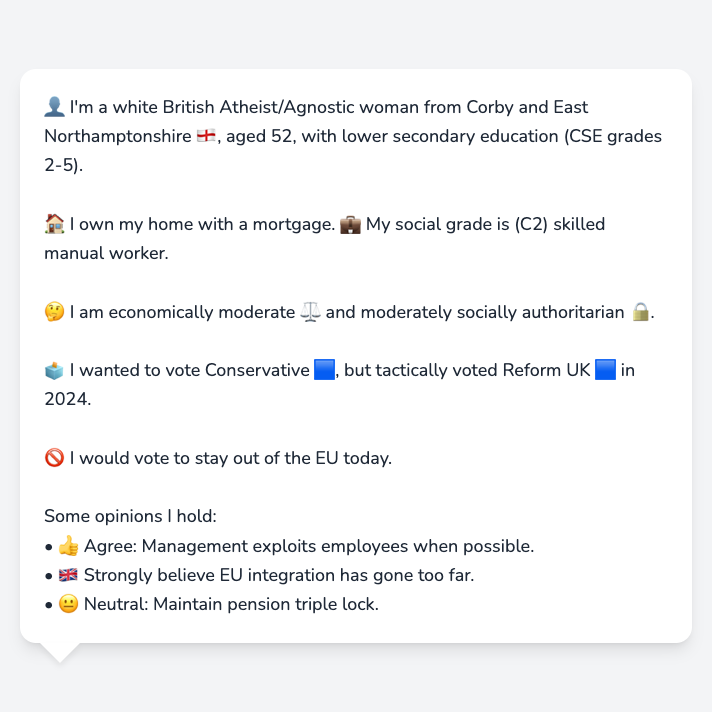 👤 I'm a white British Atheist/Agnostic woman from Corby and East
Northamptonshire 🏴󠁧󠁢󠁥󠁮󠁧󠁿, aged 52, with lower secondary education (CSE grades
2-5).
🏠 I own my home with a mortgage. 💼 My social grade is (C2) skilled
manual worker.
🤔 I am economically moderate ⚖️ and moderately socially authoritarian 🔒.
🗳️ I wanted to vote Conservative 🟦, but tactically voted Reform UK 🟦 in
2024.
🚫 I would vote to stay out of the EU today.
Some opinions I hold:
• 👍 Agree: Management exploits employees when possible.
• 🇬🇧 Strongly believe EU integration has gone too far.
• 😐 Neutral: Maintain pension triple lock.